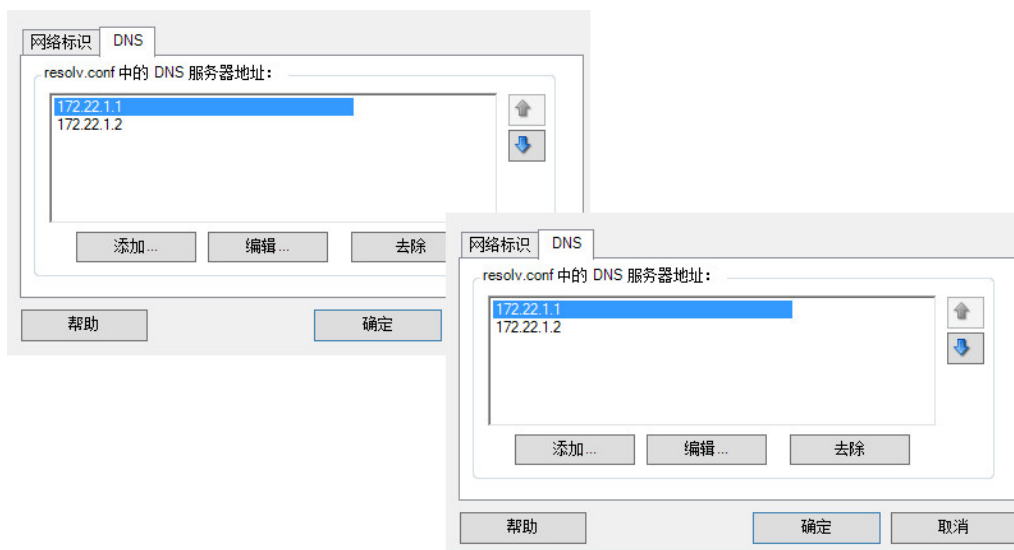 网络标识 DNS
resolv.conf 中的 DNS 服务器地址：
172.22.1.1
172.22.1.2
添加... 编辑... 去除
帮助 确定
网络标识 DNS
resolv.conf 中的 DNS 服务器地址：
172.22.1.1
172.22.1.2
添加... 编辑... 去除
帮助 确定 取消